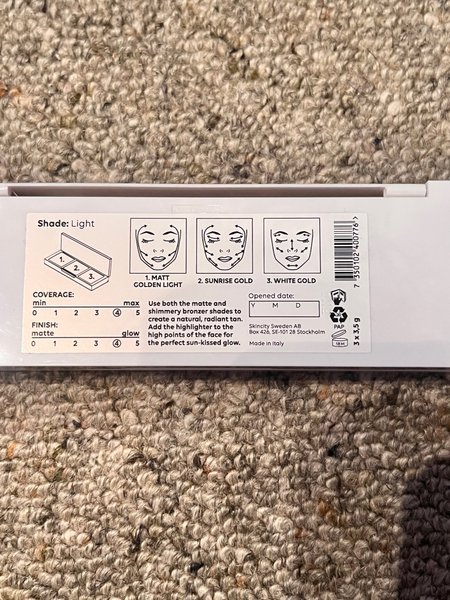 Shade: Light
1.
2.
3.
1. MATT
GOLDEN LIGHT
2. SUNRISE GOLD
3. WHITE GOLD
COVERAGE:
min max
0 1 2 3 4 5
FINISH:
matte glow
0 1 2 3 4 5
Use both the matte and
shimmery bronzer shades to
create a natural, radiant tan.
Add the highlighter to the
high points of the face for
the perfect sun-kissed glow.
Opened date:
Y M D
Skincity Sweden AB
Box 426, SE-101 28 Stockholm
Made in Italy
PAP
18 M
3 x 3,5 g
7 350102 400776 >